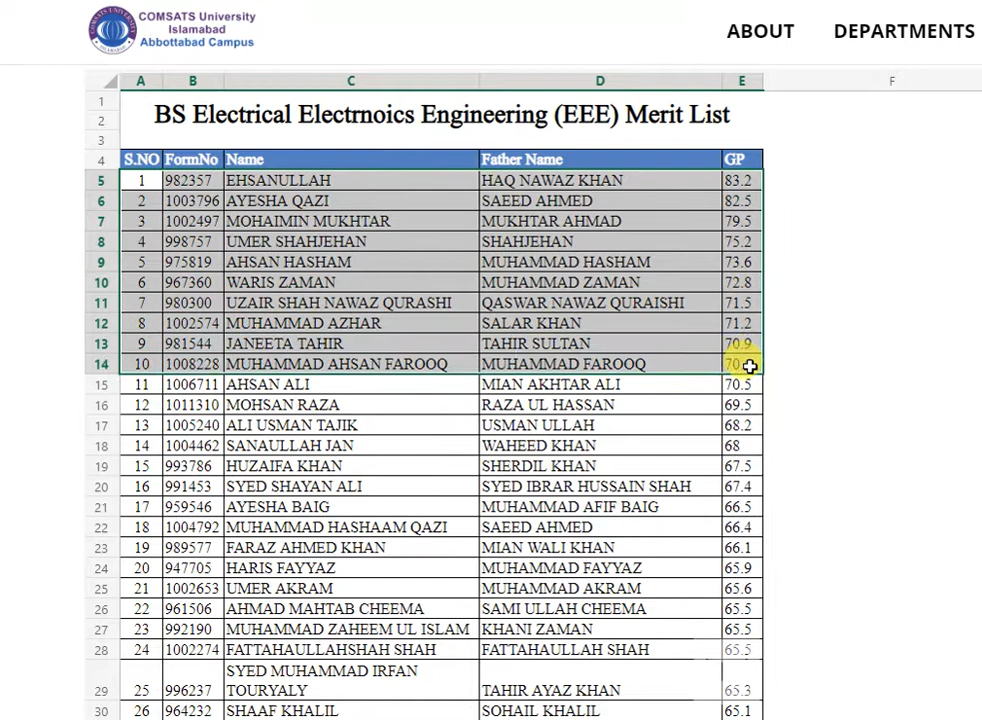 COMSATS University
Islamabad
Abbottabad Campus
ABOUT DEPARTMENTS
A B C D E F
1
2 BS Electrical Electrnoics Engineering (EEE) Merit List
3
4 S.NO FormNo Name Father Name GP
5 1 982357 EHSANULLAH HAQ NAWAZ KHAN 83.2
6 2 1003796 AYESHA QAZI SAEED AHMED 82.5
7 3 1002497 MOHAIMIN MUKHTAR MUKHTAR AHMAD 79.5
8 4 998757 UMER SHAHJEHAN SHAHJEHAN 75.2
9 5 975819 AHSAN HASHAM MUHAMMAD HASHAM 73.6
10 6 967360 WARIS ZAMAN MUHAMMAD ZAMAN 72.8
11 7 980300 UZAIR SHAH NAWAZ QURASHI QASWAR NAWAZ QURAISHI 71.5
12 8 1002574 MUHAMMAD AZHAR SALAR KHAN 71.2
13 9 981544 JANEETA TAHIR TAHIR SULTAN 70.9
14 10 1008228 MUHAMMAD AHSAN FAROOQ MUHAMMAD FAROOQ
15 11 1006711 AHSAN ALI MIAN AKHTAR ALI 70.5
16 12 1011310 MOHSAN RAZA RAZA UL HASSAN 69.5
17 13 1005240 ALI USMAN TAJIK USMAN ULLAH 68.2
18 14 1004462 SANAULLAH JAN WAHEED KHAN 68
19 15 993786 HUZAIFA KHAN SHERDIL KHAN 67.5
20 16 991453 SYED SHAYAN ALI SYED IBRAR HUSSAIN SHAH 67.4
21 17 959546 AYESHA BAIG MUHAMMAD AFIF BAIG 66.5
22 18 1004792 MUHAMMAD HASHAAM QAZI SAEED AHMED 66.4
23 19 989577 FARAZ AHMED KHAN MIAN WALI KHAN 66.1
24 20 947705 HARIS FAYYAZ MUHAMMAD FAYYAZ 65.9
25 21 1002653 UMER AKRAM MUHAMMAD AKRAM 65.6
26 22 961506 AHMAD MAHTAB CHEEMA SAMI ULLAH CHEEMA 65.5
27 23 992190 MUHAMMAD ZAHEEM UL ISLAM KHANI ZAMAN 65.5
28 24 1002274 FATTAHAULLAHSHAH SHAH FATTAHAULLAH SHAH 65.5
SYED MUHAMMAD IRFAN
29 25 996237 TOURYALY TAHIR AYAZ KHAN 65.3
30 26 964232 SHAAF KHALIL SOHAIL KHALIL 65.1